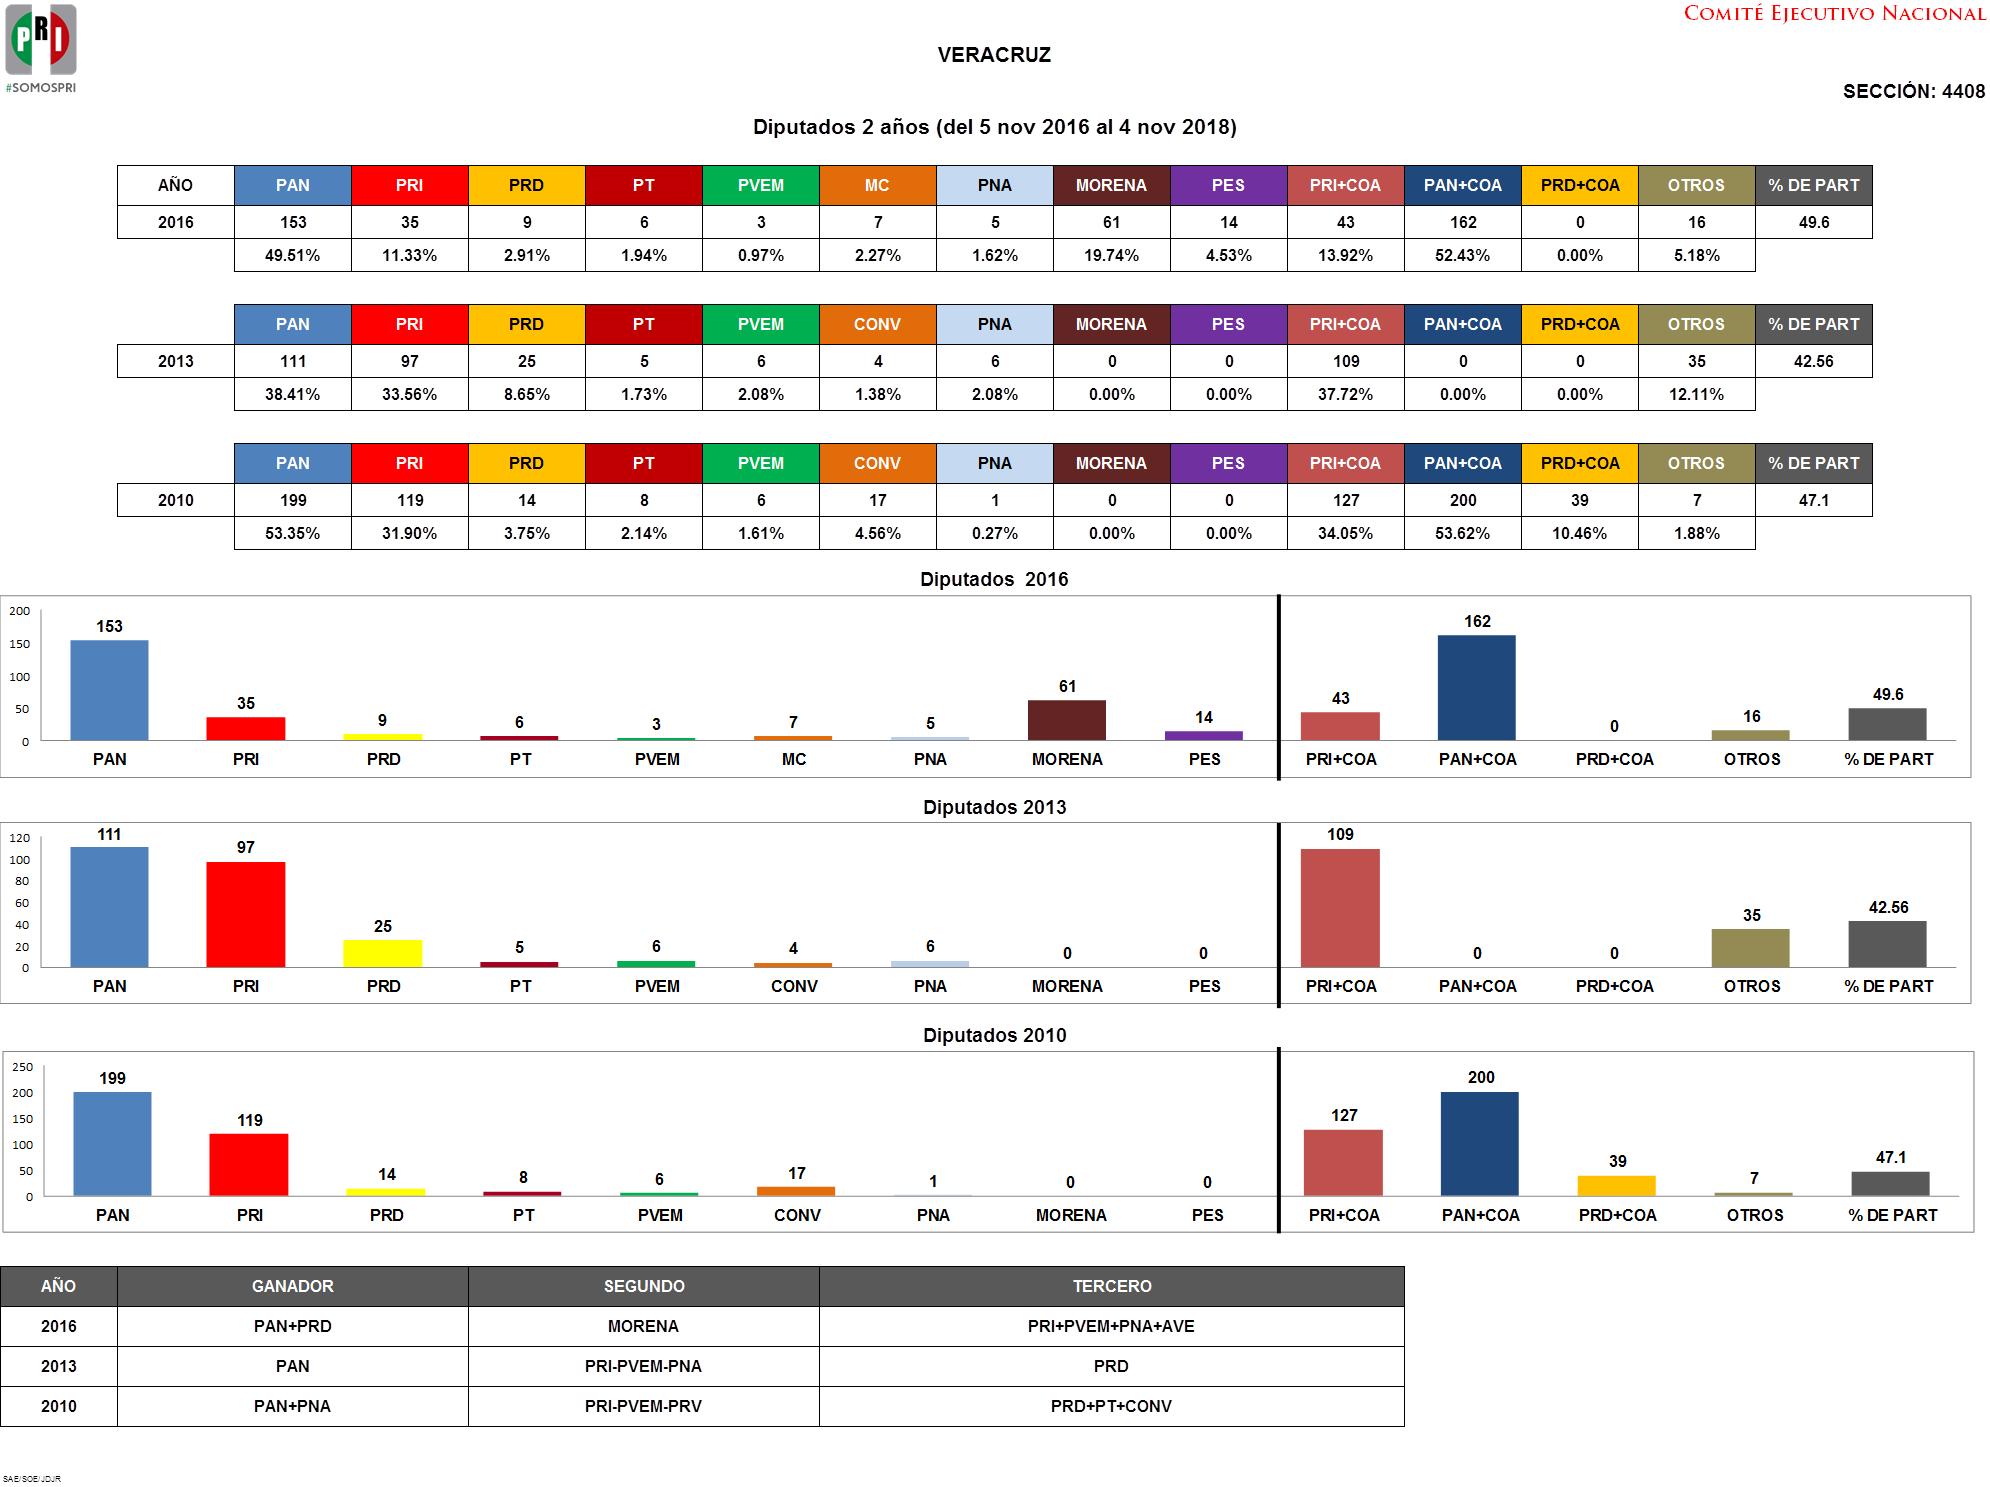 COMITÉ EJECUTIVO NACIONAL
PRI
#SOMOSPRI
VERACRUZ
SECCIÓN: 4408
Diputados 2 años (del 5 nov 2016 al 4 nov 2018)
AÑO PAN PRI PRD PT PVEM MC PNA MORENA PES PRI+COA PAN+COA PRD+COA OTROS % DE PART
2016 153 35 9 6 3 7 5 61 14 43 162 0 16 49.6
49.51% 11.33% 2.91% 1.94% 0.97% 2.27% 1.62% 19.74% 4.53% 13.92% 52.43% 0.00% 5.18%
PAN PRI PRD PT PVEM CONV PNA MORENA PES PRI+COA PAN+COA PRD+COA OTROS % DE PART
2013 111 97 25 5 6 4 6 0 0 109 0 0 35 42.56
38.41% 33.56% 8.65% 1.73% 2.08% 1.38% 2.08% 0.00% 0.00% 37.72% 0.00% 0.00% 12.11%
PAN PRI PRD PT PVEM CONV PNA MORENA PES PRI+COA PAN+COA PRD+COA OTROS % DE PART
2010 199 119 14 8 6 17 1 0 0 127 200 39 7 47.1
53.35% 31.90% 3.75% 2.14% 1.61% 4.56% 0.27% 0.00% 0.00% 34.05% 53.62% 10.46% 1.88%
Diputados 2016
200
150
100
50
0
153 35 9 6 3 7 5 61 14 43 162 0 16 49.6
PAN PRI PRD PT PVEM MC PNA MORENA PES PRI+COA PAN+COA PRD+COA OTROS % DE PART
Diputados 2013
120
100
80
60
40
20
0
111 97 25 5 6 4 6 0 0 109 0 0 35 42.56
PAN PRI PRD PT PVEM CONV PNA MORENA PES PRI+COA PAN+COA PRD+COA OTROS % DE PART
Diputados 2010
250
200
150
100
50
0
199 119 14 8 6 17 1 0 0 127 200 39 7 47.1
PAN PRI PRD PT PVEM CONV PNA MORENA PES PRI+COA PAN+COA PRD+COA OTROS % DE PART
AÑO GANADOR SEGUNDO TERCERO
2016 PAN+PRD MORENA PRI+PVEM+PNA+AVE
2013 PAN PRI-PVEM-PNA PRD
2010 PAN+PNA PRI-PVEM-PRV PRD+PT+CONV
SAE/SOE/JDJR